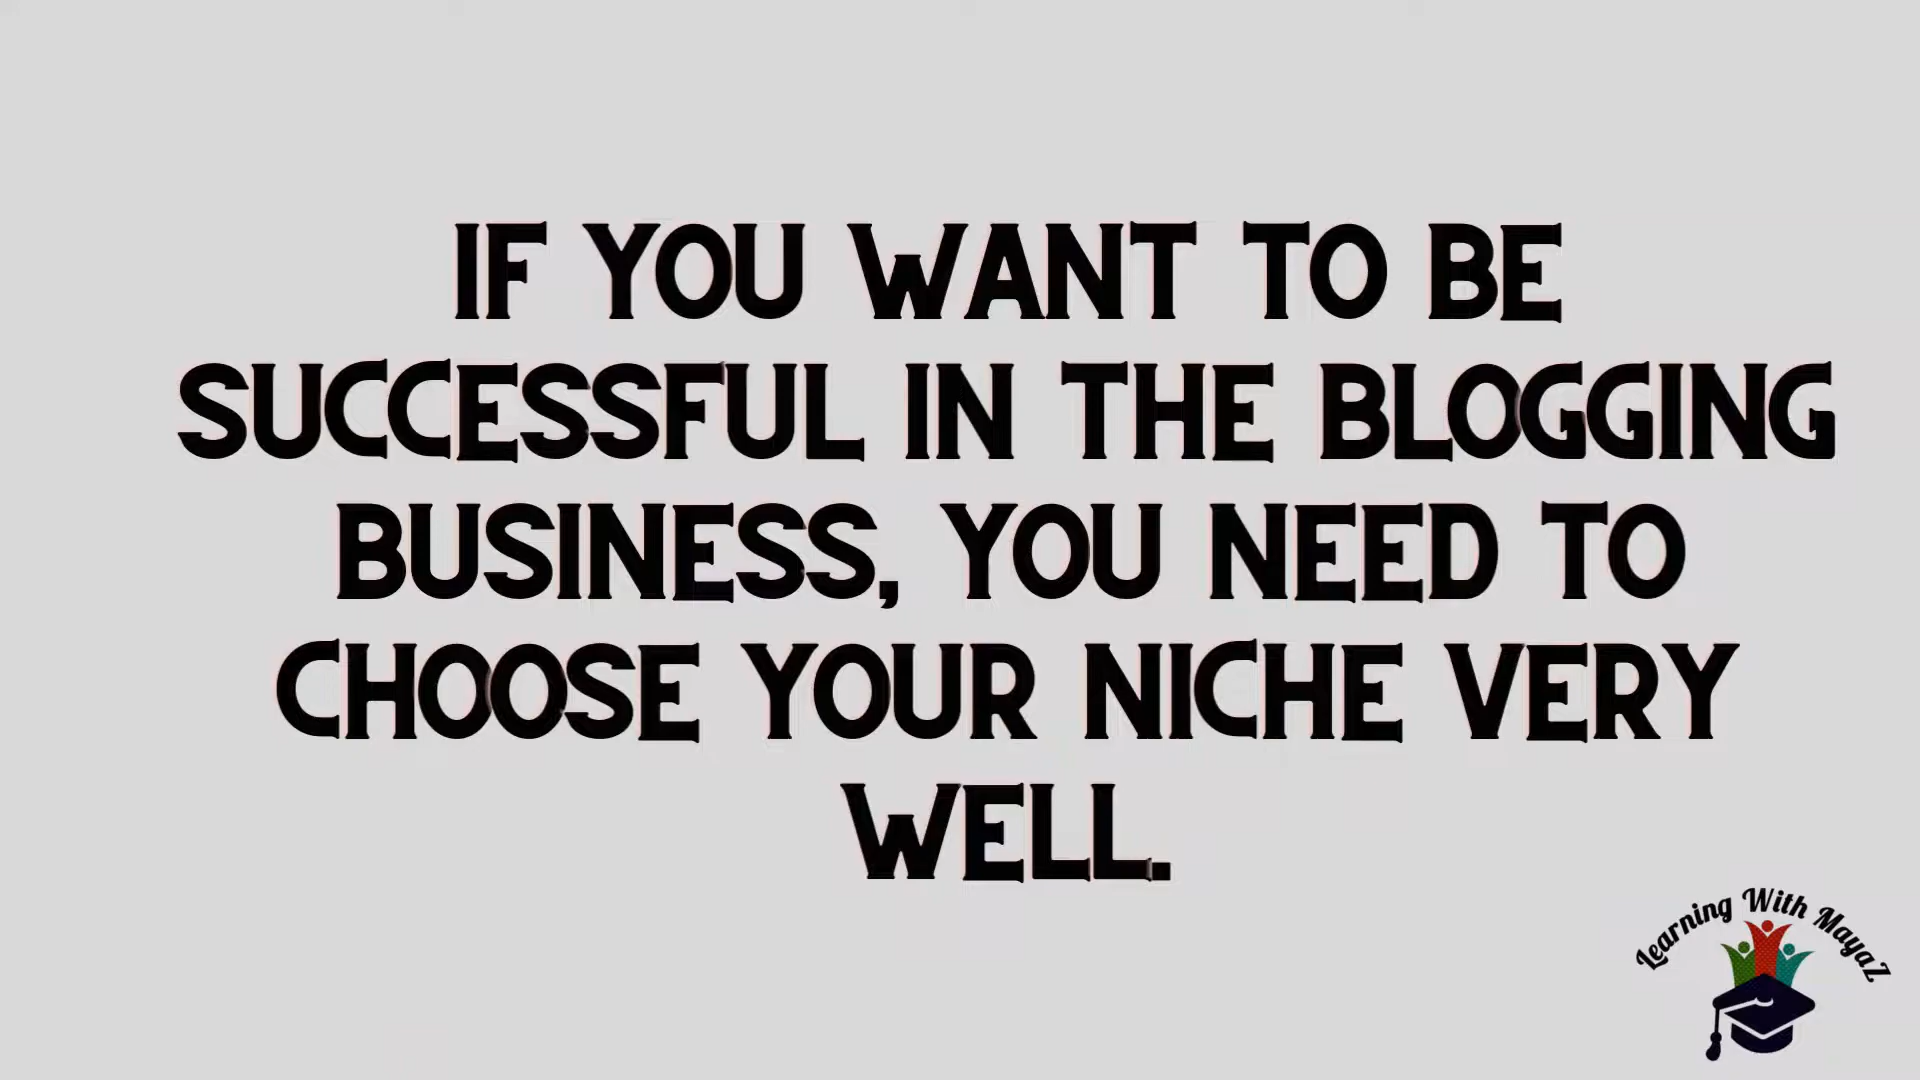 IF YOU WANT TO BE
SUCCESSFUL IN THE BLOGGING
BUSINESS, YOU NEED TO
CHOOSE YOUR NICHE VERY
WELL.
Learning With MayaZ